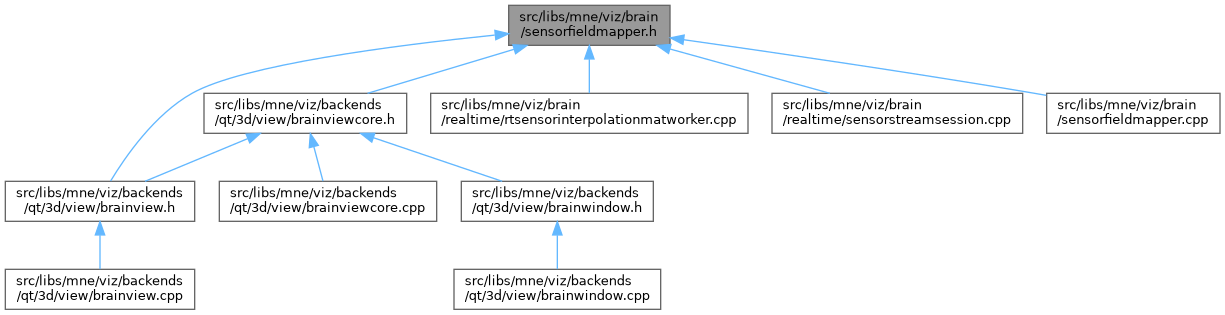 src/libs/mne/viz/brain
/sensorfieldmapper.h
src/libs/mne/viz/backends
/qt/3d/view/brainviewcore.h
src/libs/mne/viz/brain
/realtime/rtsensorinterpolationmatworker.cpp
src/libs/mne/viz/brain
/realtime/sensorstreamsession.cpp
src/libs/mne/viz/brain
/sensorfieldmapper.cpp
src/libs/mne/viz/backends
/qt/3d/view/brainview.h
src/libs/mne/viz/backends
/qt/3d/view/brainviewcore.cpp
src/libs/mne/viz/backends
/qt/3d/view/brainwindow.h
src/libs/mne/viz/backends
/qt/3d/view/brainview.cpp
src/libs/mne/viz/backends
/qt/3d/view/brainwindow.cpp